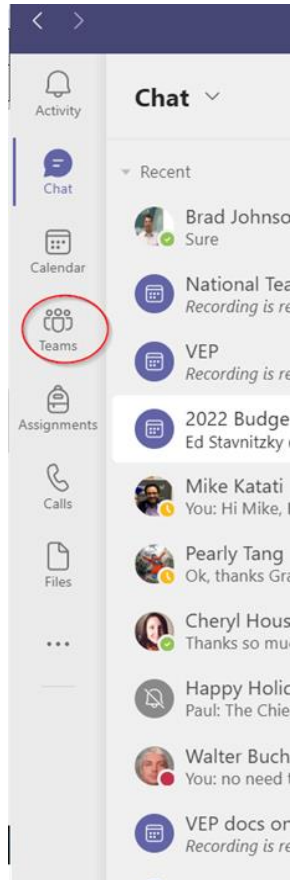 Activity
Chat
Calendar
Teams
Assignments
Calls
Files
Chat
Recent
Brad Johnso
Sure
National Tea
Recording is re
VEP
Recording is re
2022 Budge
Ed Stavnitzky
Mike Katati
You: Hi Mike,
Pearly Tang
Ok, thanks Gra
Cheryl Hous
Thanks so mu
Happy Holid
Paul: The Chie
Walter Buch
You: no need t
VEP docs on
Recording is re